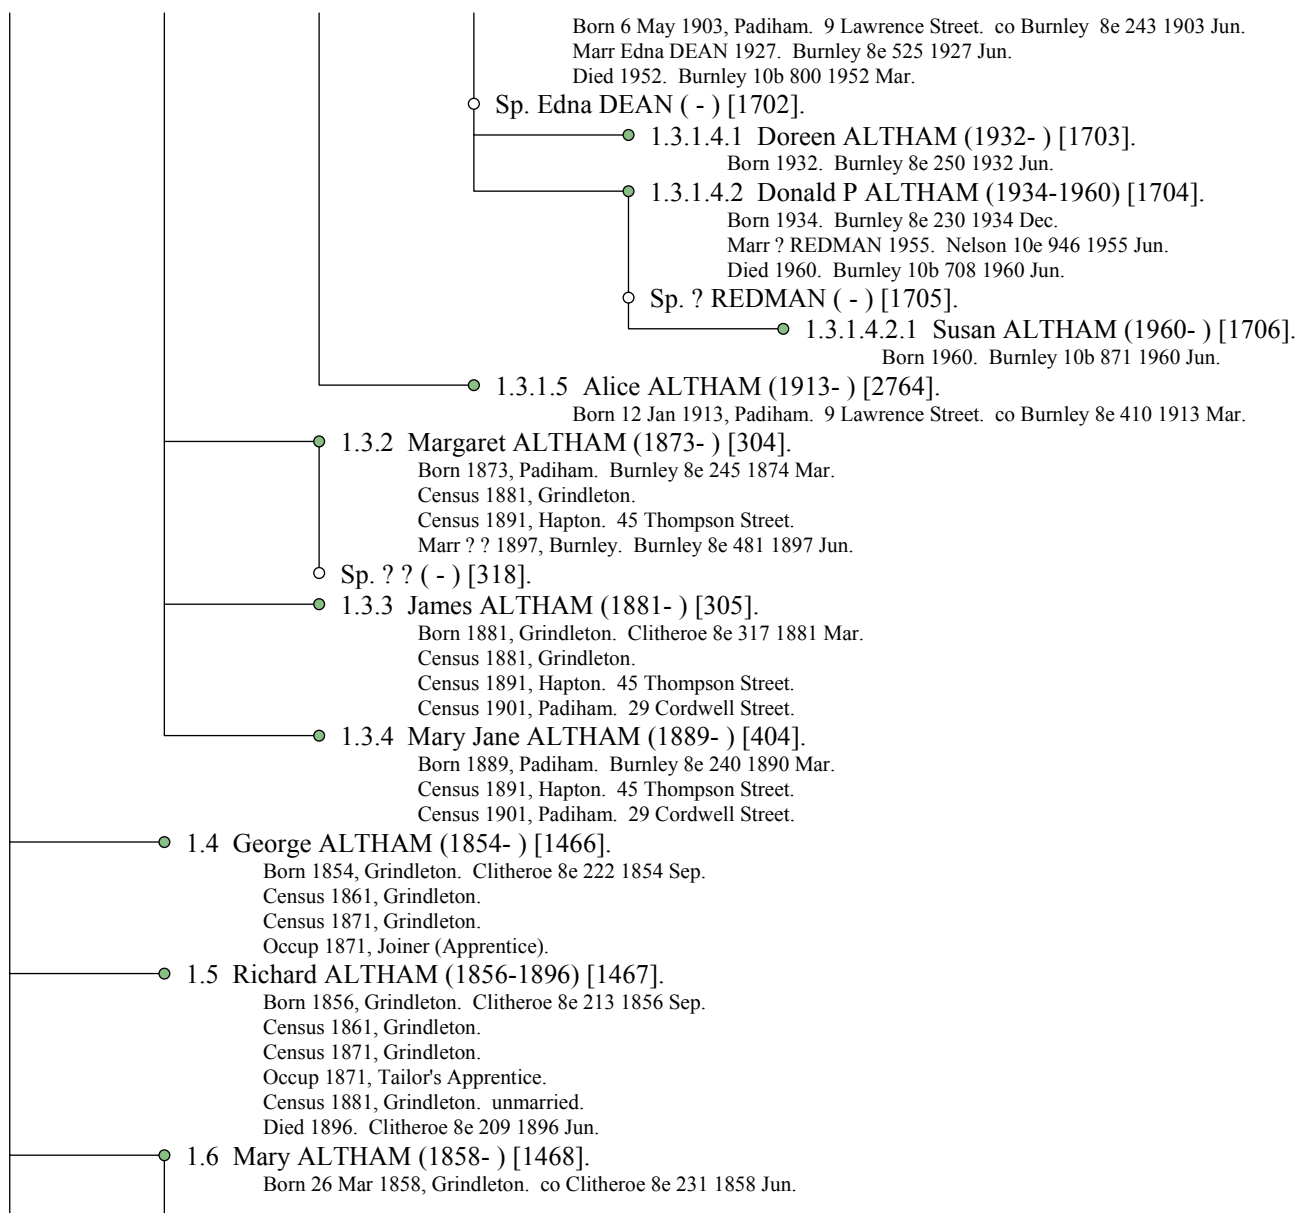 Born 6 May 1903, Padiham. 9 Lawrence Street. co Burnley 8e 243 1903 Jun.
Marr Edna DEAN 1927. Burnley 8e 525 1927 Jun.
Died 1952. Burnley 10b 800 1952 Mar.
Sp. Edna DEAN ( - ) [1702].
1.3.1.4.1 Doreen ALTHAM (1932- ) [1703].
Born 1932. Burnley 8e 250 1932 Jun.
1.3.1.4.2 Donald P ALTHAM (1934-1960) [1704].
Born 1934. Burnley 8e 230 1934 Dec.
Marr ? REDMAN 1955. Nelson 10e 946 1955 Jun.
Died 1960. Burnley 10b 708 1960 Jun.
Sp. ? REDMAN ( - ) [1705].
1.3.1.4.2.1 Susan ALTHAM (1960- ) [1706].
Born 1960. Burnley 10b 871 1960 Jun.
1.3.1.5 Alice ALTHAM (1913- ) [2764].
Born 12 Jan 1913, Padiham. 9 Lawrence Street. co Burnley 8e 410 1913 Mar.
1.3.2 Margaret ALTHAM (1873- ) [304].
Born 1873, Padiham. Burnley 8e 245 1874 Mar.
Census 1881, Grindleton.
Census 1891, Hapton. 45 Thompson Street.
Marr ? ? 1897, Burnley. Burnley 8e 481 1897 Jun.
Sp. ? ? ( - ) [318].
1.3.3 James ALTHAM (1881- ) [305].
Born 1881, Grindleton. Clitheroe 8e 317 1881 Mar.
Census 1881, Grindleton.
Census 1891, Hapton. 45 Thompson Street.
Census 1901, Padiham. 29 Cordwell Street.
1.3.4 Mary Jane ALTHAM (1889- ) [404].
Born 1889, Padiham. Burnley 8e 240 1890 Mar.
Census 1891, Hapton. 45 Thompson Street.
Census 1901, Padiham. 29 Cordwell Street.
1.4 George ALTHAM (1854- ) [1466].
Born 1854, Grindleton. Clitheroe 8e 222 1854 Sep.
Census 1861, Grindleton.
Census 1871, Grindleton.
Occup 1871, Joiner (Apprentice).
1.5 Richard ALTHAM (1856-1896) [1467].
Born 1856, Grindleton. Clitheroe 8e 213 1856 Sep.
Census 1861, Grindleton.
Census 1871, Grindleton.
Occup 1871, Tailor's Apprentice.
Census 1881, Grindleton. unmarried.
Died 1896. Clitheroe 8e 209 1896 Jun.
1.6 Mary ALTHAM (1858- ) [1468].
Born 26 Mar 1858, Grindleton. co Clitheroe 8e 231 1858 Jun.